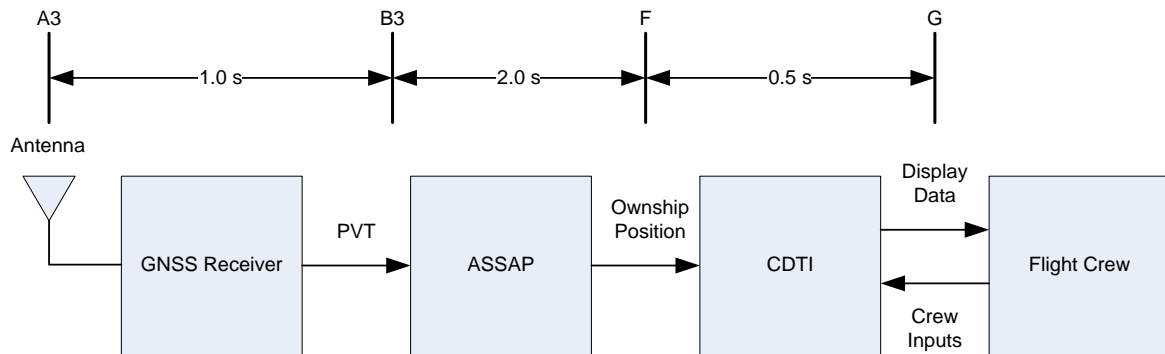 A3
B3
F
G
1.0 s
2.0 s
0.5 s
Antenna
GNSS Receiver
PVT
ASSAP
Ownship
Position
CDTI
Display
Data
Crew
Inputs
Flight Crew